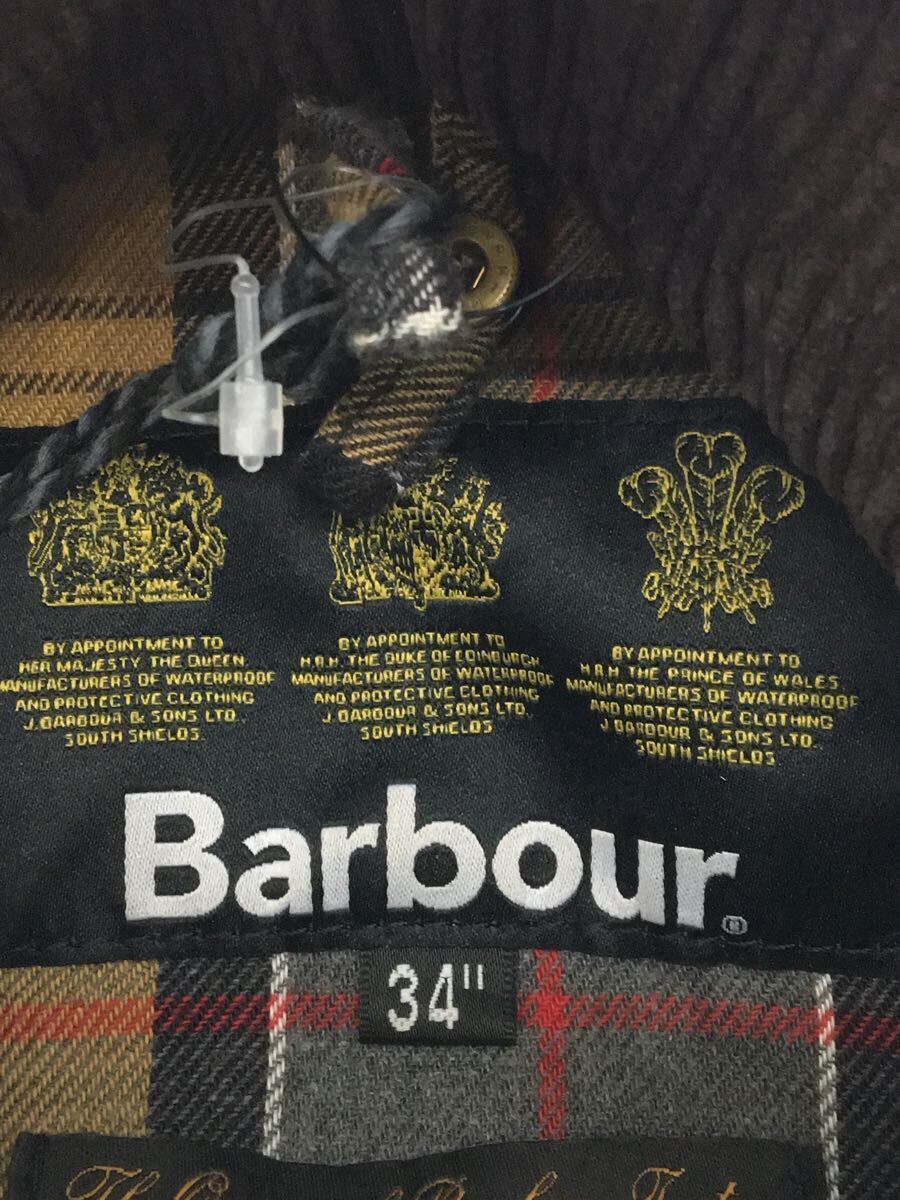 BY APPOINTMENT TO
HER MAJESTY THE QUEEN
MANUFACTURERS OF WATERPROOF
AND PROTECTIVE CLOTHING
J. BARBOUR & SONS LTD.
SOUTH SHIELDS
BY APPOINTMENT TO
H.R.H. THE DUKE OF EDINBURGH
MANUFACTURERS OF WATERPROOF
AND PROTECTIVE CLOTHING
J. BARBOUR & SONS LTD.
SOUTH SHIELDS
BY APPOINTMENT TO
H.R.H. THE PRINCE OF WALES
MANUFACTURERS OF WATERPROOF
AND PROTECTIVE CLOTHING
J. BARBOUR & SONS LTD.
SOUTH SHIELDS
Barbour®
34"